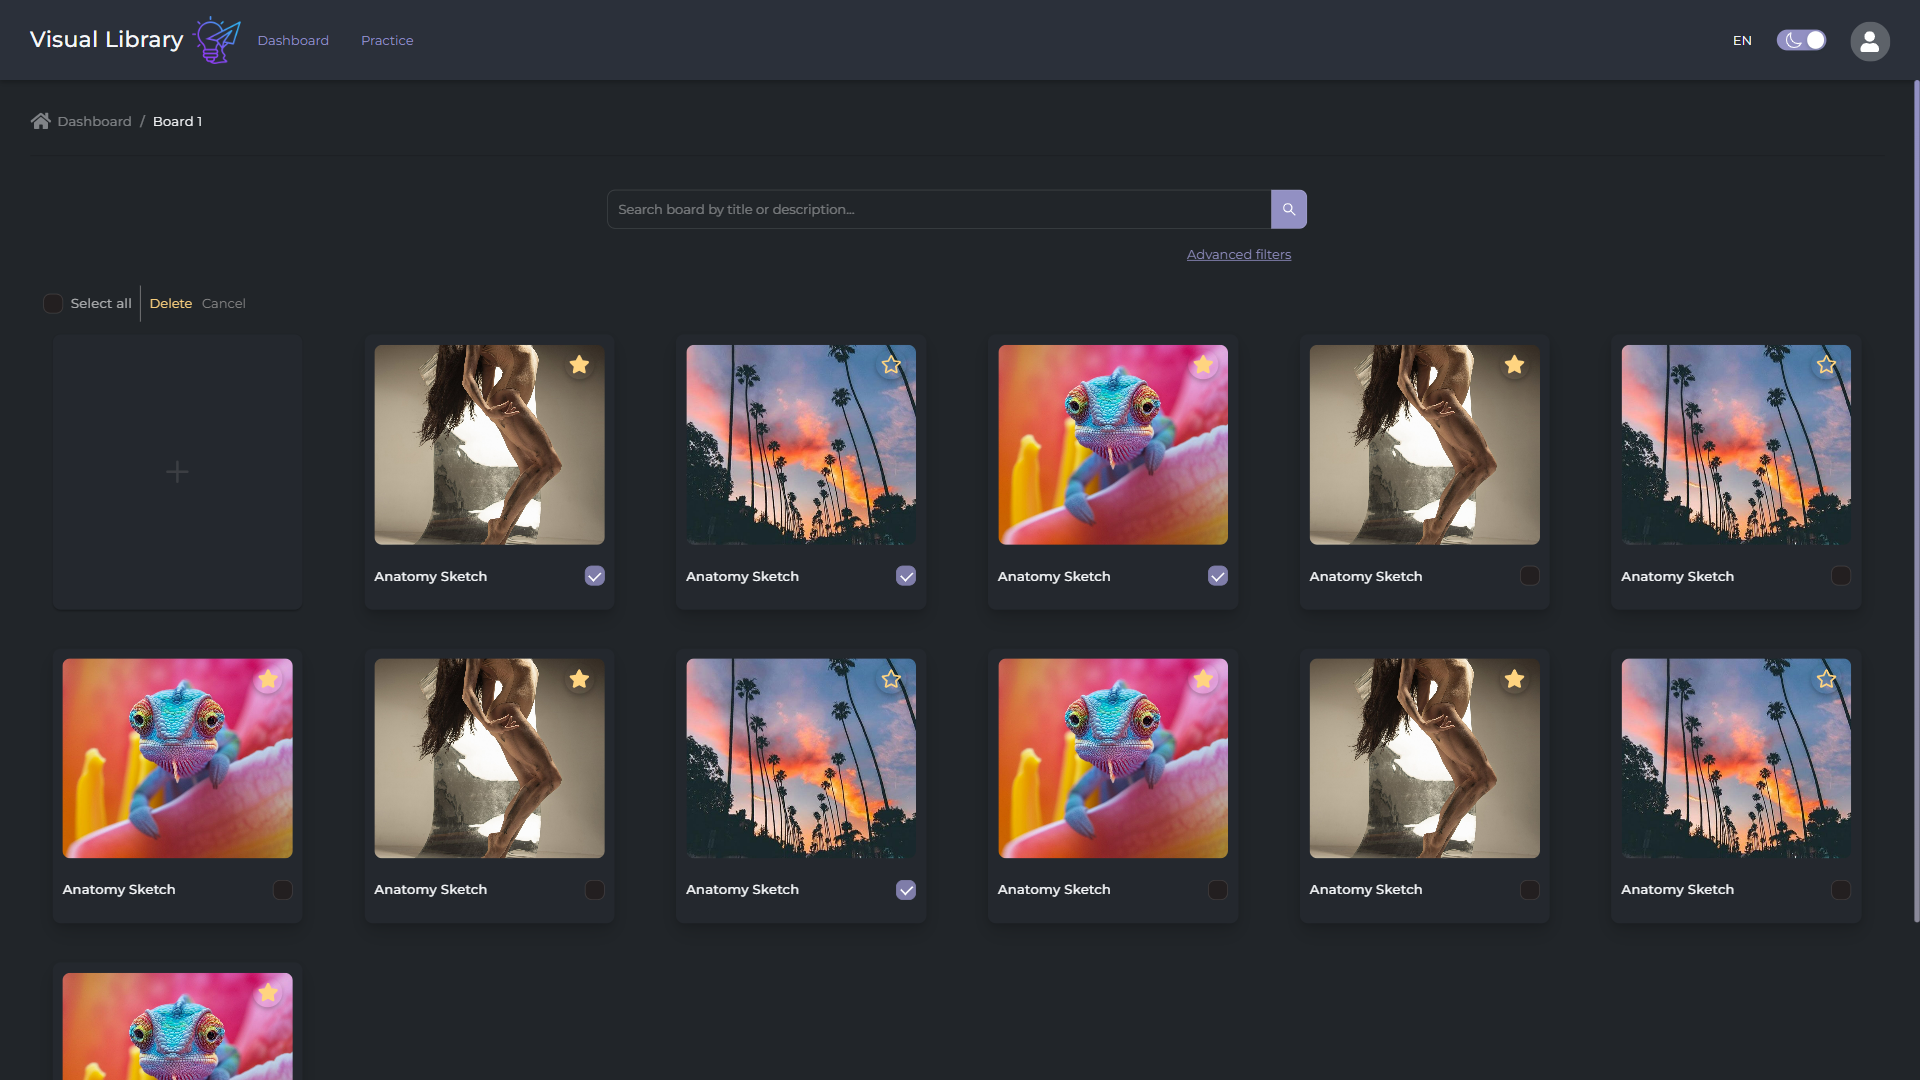 Visual Library Dashboard Practice EN
Dashboard / Board 1
Search board by title or description...
Advanced filters
Select all Delete Cancel
Anatomy Sketch Anatomy Sketch Anatomy Sketch Anatomy Sketch Anatomy Sketch
Anatomy Sketch Anatomy Sketch Anatomy Sketch Anatomy Sketch Anatomy Sketch Anatomy Sketch